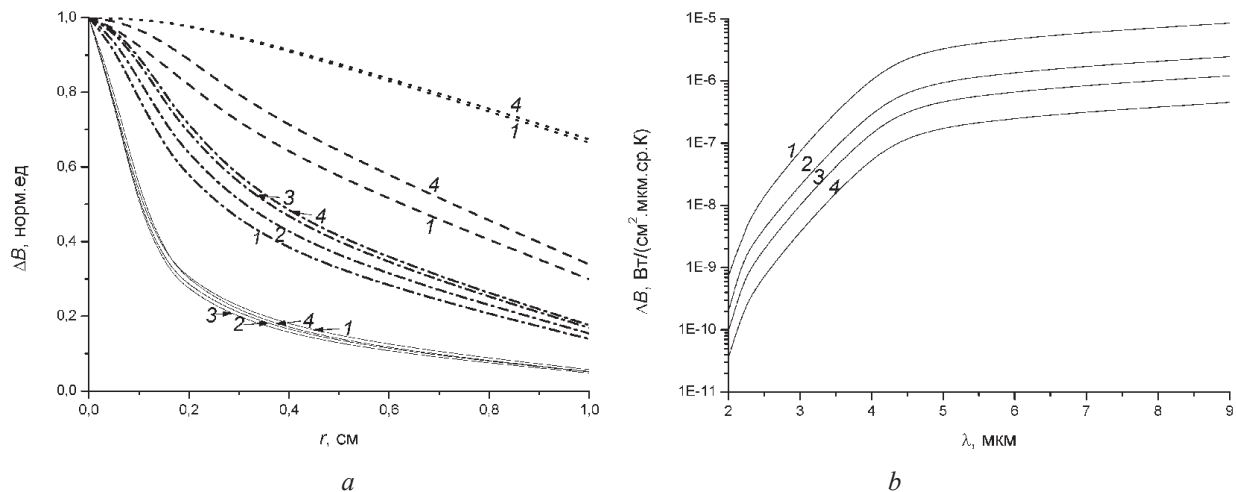 1,0
0,8
0,6
0,4
0,2
0,0
ΔB, норм.ед
4
1
4
1
3
4
2
1
3
2
4
1
0,0 0,2 0,4 0,6 0,8 1,0
r, см
a
1E-5
1E-6
1E-7
1E-8
1E-9
1E-10
1E-11
ΔB, Вт/(см².мкм.ср.К)
1
2
3
4
2 3 4 5 6 7 8 9
λ, мкм
b